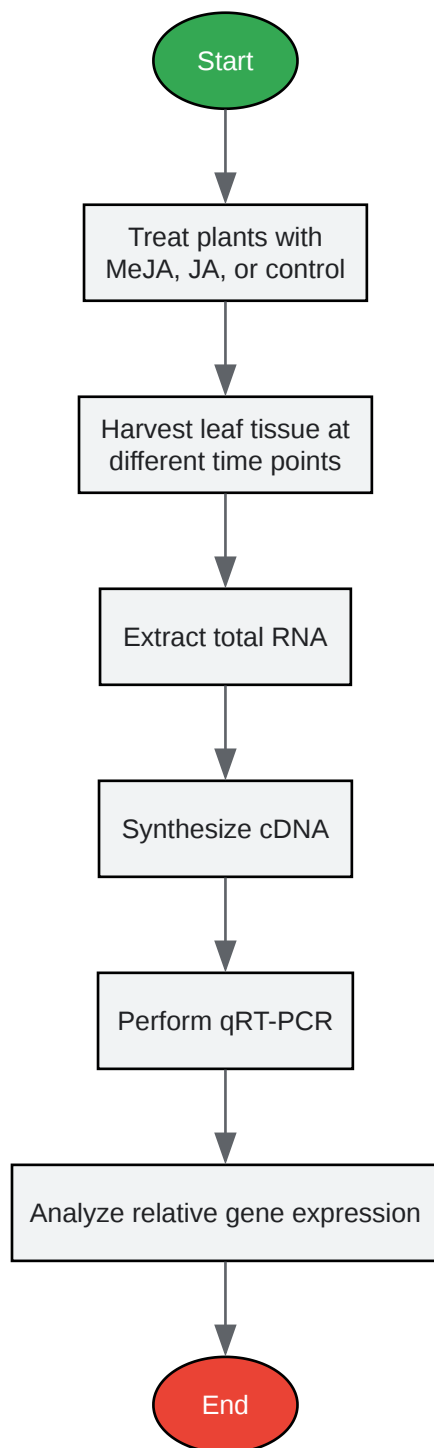 Start
Treat plants with
MeJA, JA, or control
Harvest leaf tissue at
different time points
Extract total RNA
Synthesize cDNA
Perform qRT-PCR
Analyze relative gene expression
End